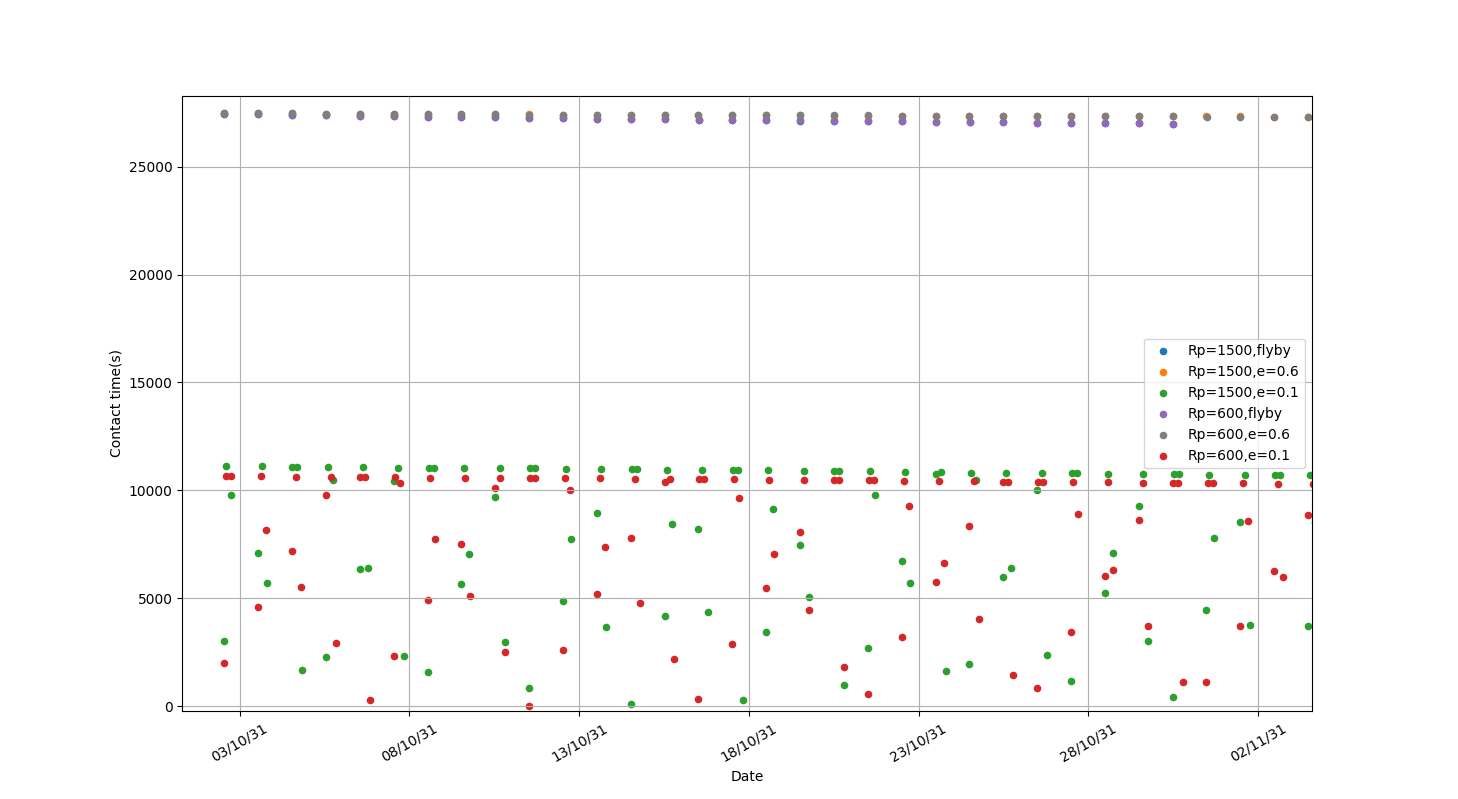 25000
20000
15000
10000
5000
0
Contact time(s)
Rp=1500,flyby
Rp=1500,e=0.6
Rp=1500,e=0.1
Rp=600,flyby
Rp=600,e=0.6
Rp=600,e=0.1
03/10/31
08/10/31
13/10/31
18/10/31
23/10/31
28/10/31
02/11/31
Date